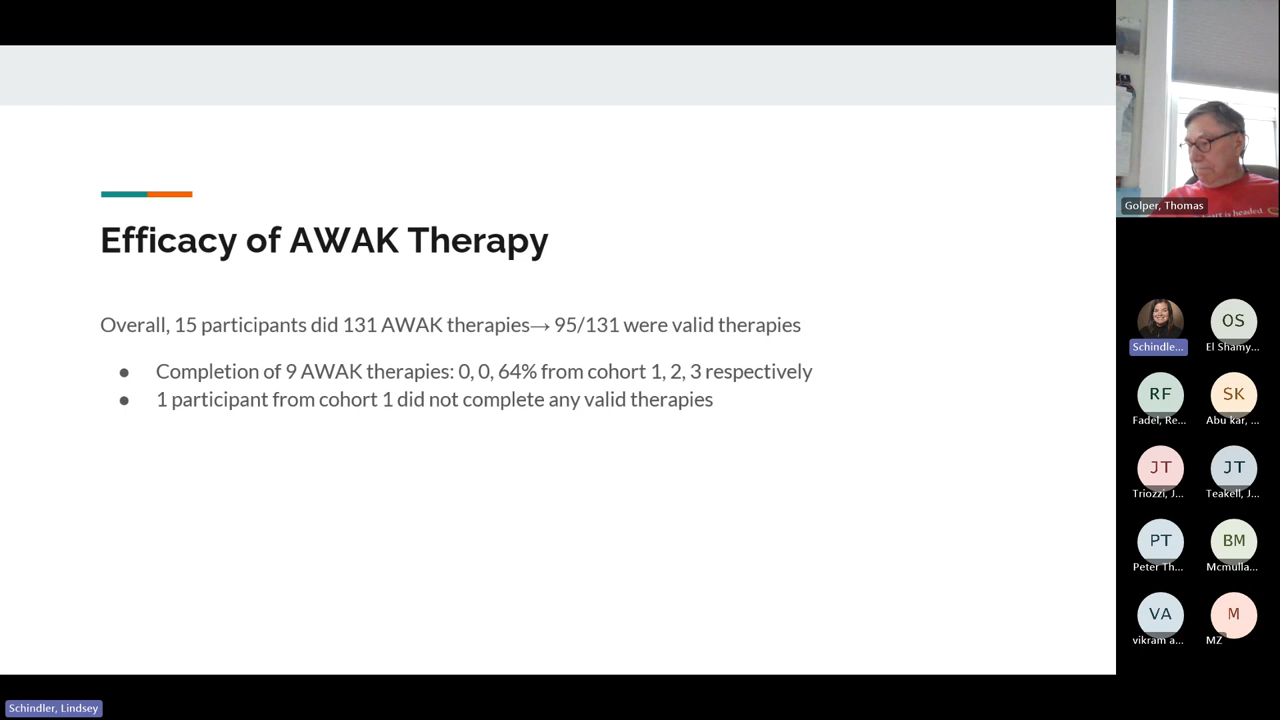 Efficacy of AWAK Therapy
Overall, 15 participants did 131 AWAK therapies→ 95/131 were valid therapies
● Completion of 9 AWAK therapies: 0, 0, 64% from cohort 1, 2, 3 respectively
● 1 participant from cohort 1 did not complete any valid therapies
Golper, Thomas
OS
Schindle...
El Shamy...
RF
SK
Fadel, Re...
Abu kar, ...
JT
JT
Triozzi, J...
Teakell, J...
PT
BM
Peter Th...
Mcmulla...
VA
M
vikram a...
MZ
Schindler, Lindsey